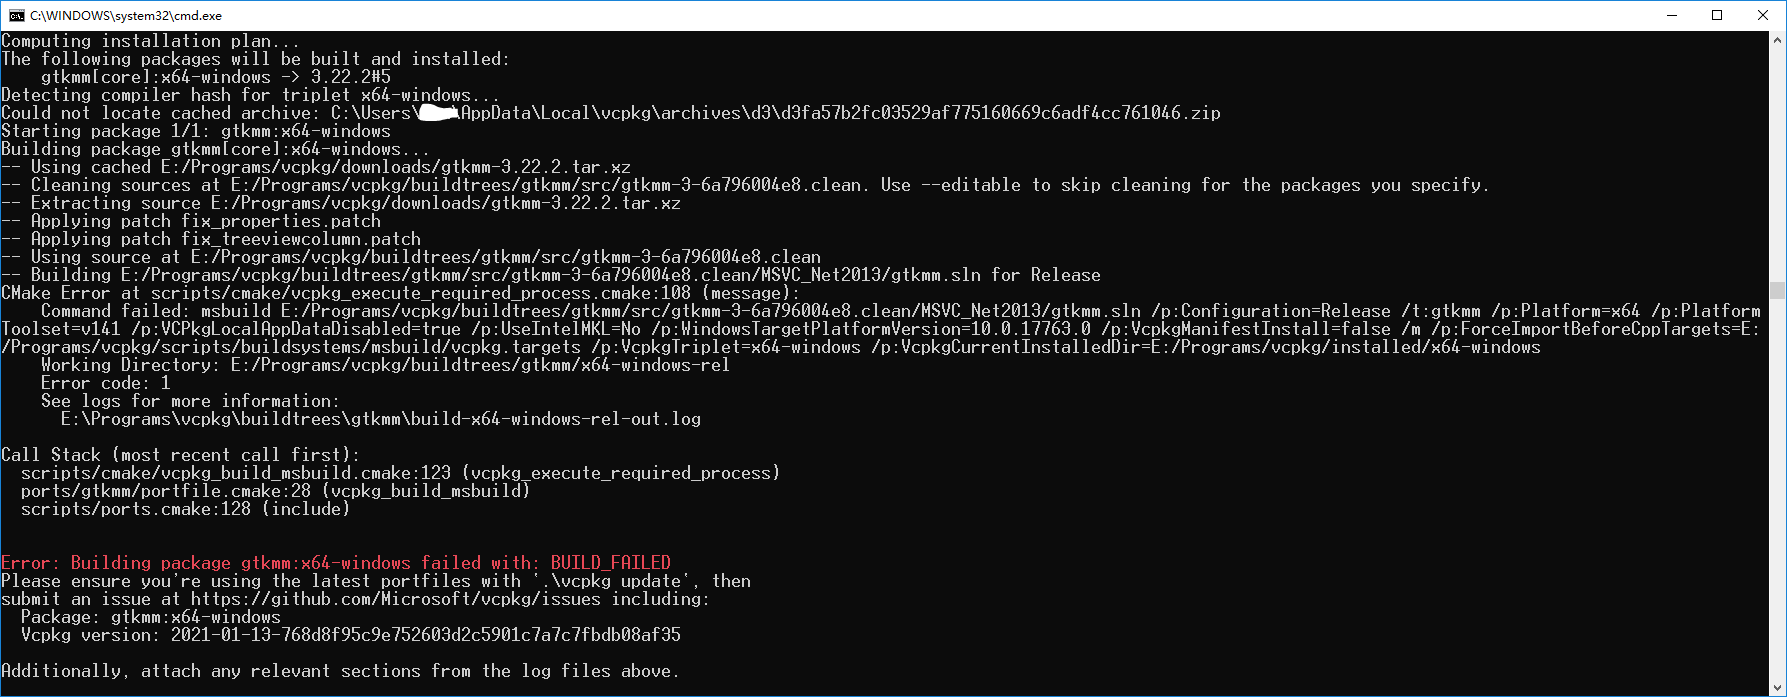 C:\WINDOWS\system32\cmd.exe
Computing installation plan...
The following packages will be built and installed:
    gtkmm[core]:x64-windows -> 3.22.2#5
Detecting compiler hash for triplet x64-windows...
Could not locate cached archive: C:\Users\ \AppData\Local\vcpkg\archives\d3\d3fa57b2fc03529af775160669c6adf4cc761046.zip
Starting package 1/1: gtkmm:x64-windows
Building package gtkmm[core]:x64-windows...
-- Using cached E:/Programs/vcpkg/downloads/gtkmm-3.22.2.tar.xz
-- Cleaning sources at E:/Programs/vcpkg/buildtrees/gtkmm/src/gtkmm-3-6a796004e8.clean. Use --editable to skip cleaning for the packages you specify.
-- Extracting source E:/Programs/vcpkg/downloads/gtkmm-3.22.2.tar.xz
-- Applying patch fix_properties.patch
-- Applying patch fix_treeviewcolumn.patch
-- Using source at E:/Programs/vcpkg/buildtrees/gtkmm/src/gtkmm-3-6a796004e8.clean
-- Building E:/Programs/vcpkg/buildtrees/gtkmm/src/gtkmm-3-6a796004e8.clean/MSVC_Net2013/gtkmm.sln for Release
CMake Error at scripts/cmake/vcpkg_execute_required_process.cmake:108 (message):
    Command failed: msbuild E:/Programs/vcpkg/buildtrees/gtkmm/src/gtkmm-3-6a796004e8.clean/MSVC_Net2013/gtkmm.sln /p:Configuration=Release /t:gtkmm /p:Platform=x64 /p:Platform
Toolset=v141 /p:VCPkgLocalAppDataDisabled=true /p:UseIntelMKL=No /p:WindowsTargetPlatformVersion=10.0.17763.0 /p:VcpkgManifestInstall=false /m /p:ForceImportBeforeCppTargets=E:
/Programs/vcpkg/scripts/buildsystems/msbuild/vcpkg.targets /p:VcpkgTriplet=x64-windows /p:VcpkgCurrentInstalledDir=E:/Programs/vcpkg/installed/x64-windows
    Working Directory: E:/Programs/vcpkg/buildtrees/gtkmm/x64-windows-rel
    Error code: 1
    See logs for more information:
      E:\Programs\vcpkg\buildtrees\gtkmm\build-x64-windows-rel-out.log
Call Stack (most recent call first):
  scripts/cmake/vcpkg_build_msbuild.cmake:123 (vcpkg_execute_required_process)
  ports/gtkmm/portfile.cmake:28 (vcpkg_build_msbuild)
  scripts/ports.cmake:128 (include)
Error: Building package gtkmm:x64-windows failed with: BUILD_FAILED
Please ensure you're using the latest portfiles with `.\vcpkg update`, then
submit an issue at https://github.com/Microsoft/vcpkg/issues including:
  Package: gtkmm:x64-windows
  Vcpkg version: 2021-01-13-768d8f95c9e752603d2c5901c7a7c7fbdb08af35
Additionally, attach any relevant sections from the log files above.